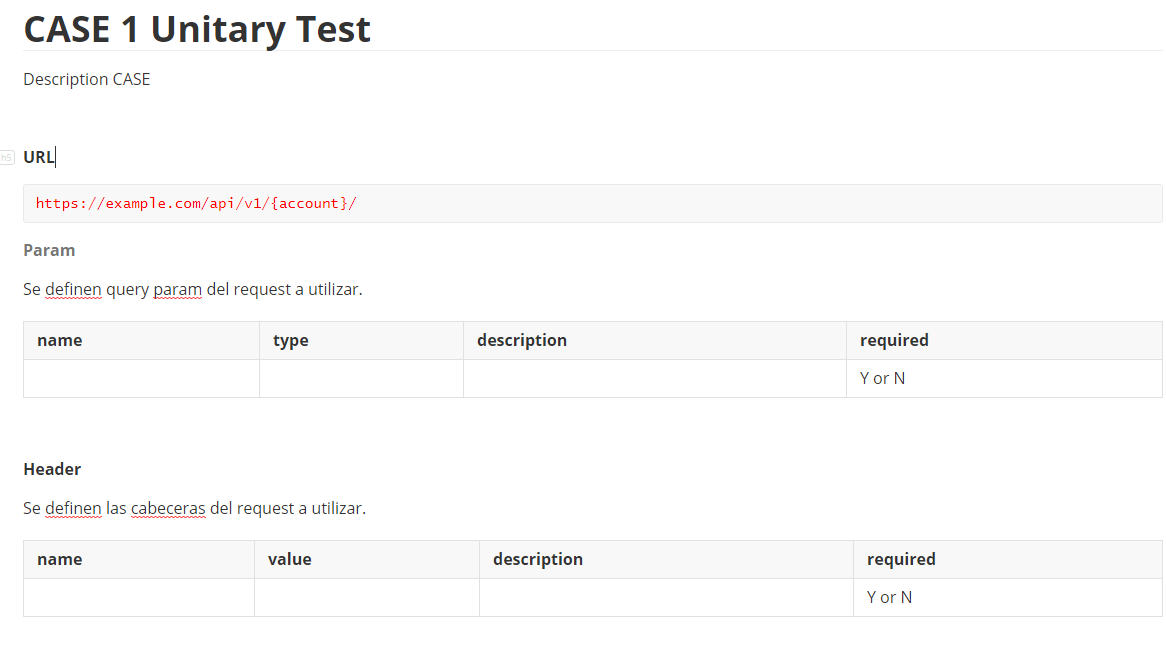 CASE 1 Unitary Test
Description CASE
h5
URL
https://example.com/api/v1/{account}/
Param
Se definen query param del request a utilizar.
name type description required
Y or N
Header
Se definen las cabeceras del request a utilizar.
name value description required
Y or N